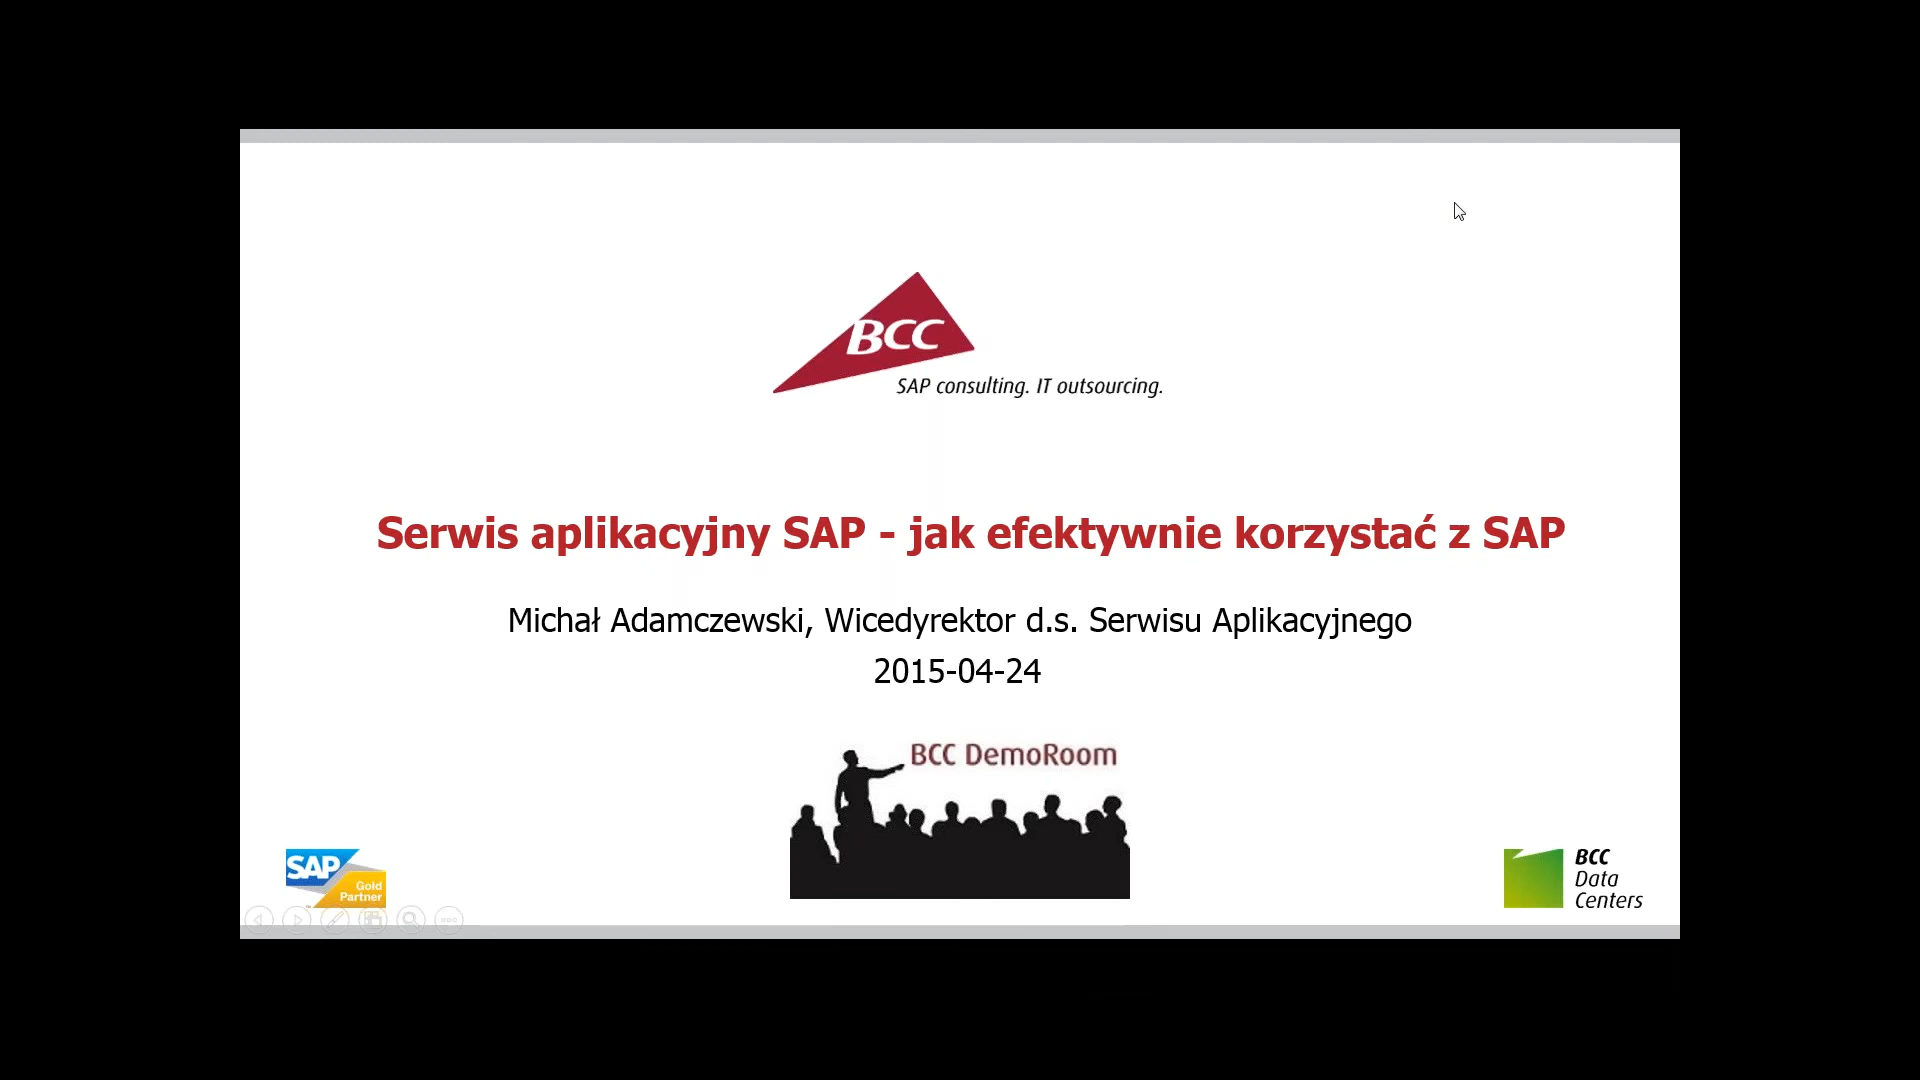 BCC
SAP consulting. IT outsourcing.
Serwis aplikacyjny SAP - jak efektywnie korzystać z SAP
Michał Adamczewski, Wicedyrektor d.s. Serwisu Aplikacyjnego
2015-04-24
BCC DemoRoom
SAP
Gold
Partner
BCC
Data
Centers